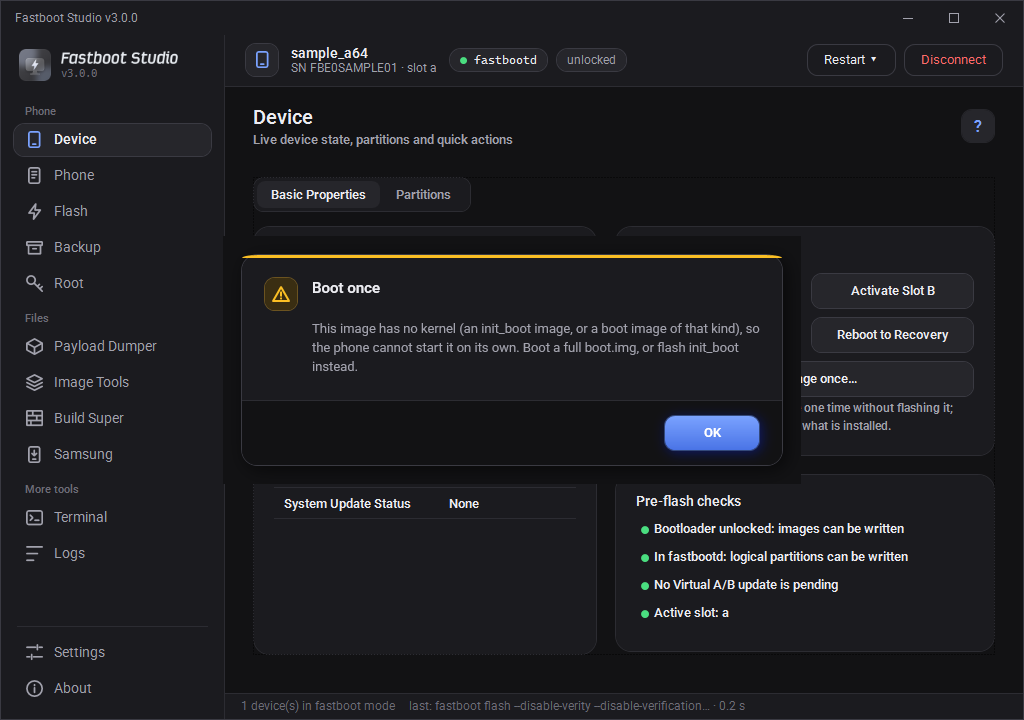 Fastboot Studio v3.0.0
Fastboot Studio
v3.0.0
Phone
Device
Phone
Flash
Backup
Root
Files
Payload Dumper
Image Tools
Build Super
Samsung
More tools
Terminal
Logs
Settings
About
sample_a64
SN FBE0SAMPLE01 · slot a
fastbootd
unlocked
Restart ▾
Disconnect
Device
Live device state, partitions and quick actions
?
Basic Properties
Partitions
Activate Slot B
Reboot to Recovery
once…
one time without flashing it;
what is installed.
Boot once
This image has no kernel (an init_boot image, or a boot image of that kind), so
the phone cannot start it on its own. Boot a full boot.img, or flash init_boot
instead.
OK
System Update Status None
Pre-flash checks
Bootloader unlocked: images can be written
In fastbootd: logical partitions can be written
No Virtual A/B update is pending
Active slot: a
1 device(s) in fastboot mode last: fastboot flash --disable-verity --disable-verification… · 0.2 s